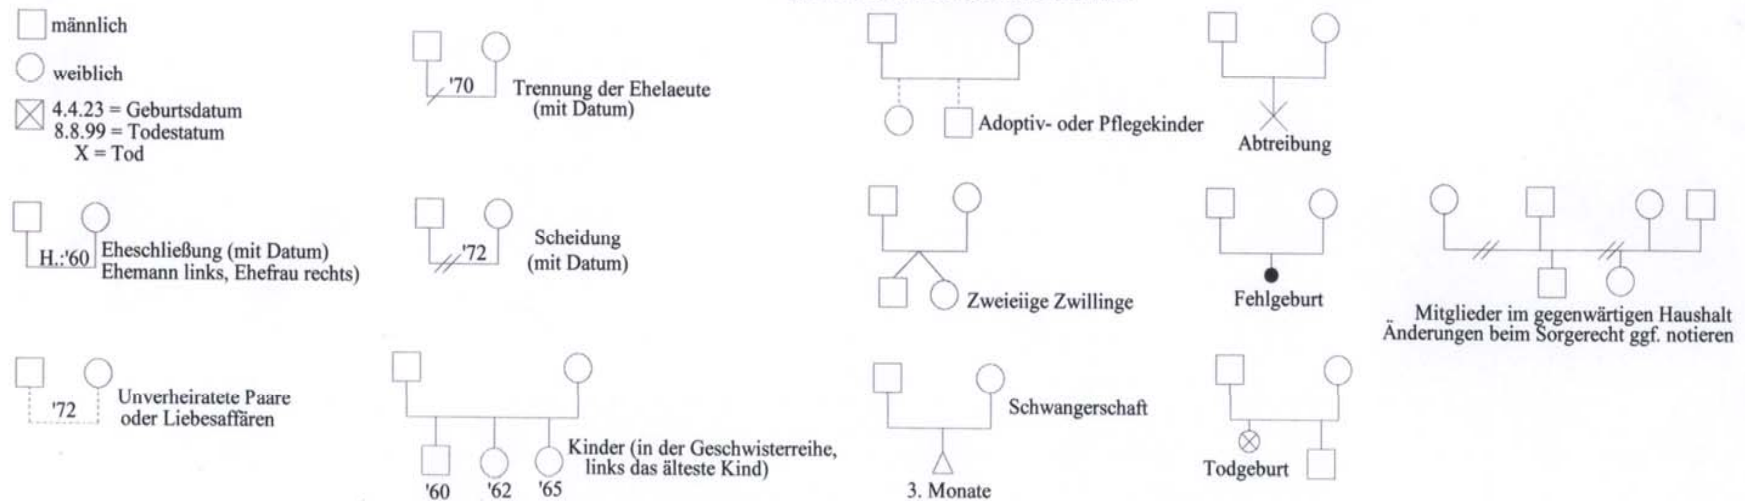 männlich
weiblich
4.4.23 = Geburtsdatum
8.8.99 = Todestatum
X = Tod
H.:'60
Eheschließung (mit Datum)
Ehemann links, Ehefrau rechts)
'72
Unverheiratete Paare
oder Liebesaffären
'70
Trennung der Ehelaeute
(mit Datum)
'72
Scheidung
(mit Datum)
Kinder (in der Geschwisterreihe,
links das älteste Kind)
'60 '62 '65
Adoptiv- oder Pflegekinder
Zweieiige Zwillinge
Schwangerschaft
3. Monate
Abtreibung
Fehlgeburt
Todgeburt
Mitglieder im gegenwärtigen Haushalt
Änderungen beim Sorgerecht ggf. notieren